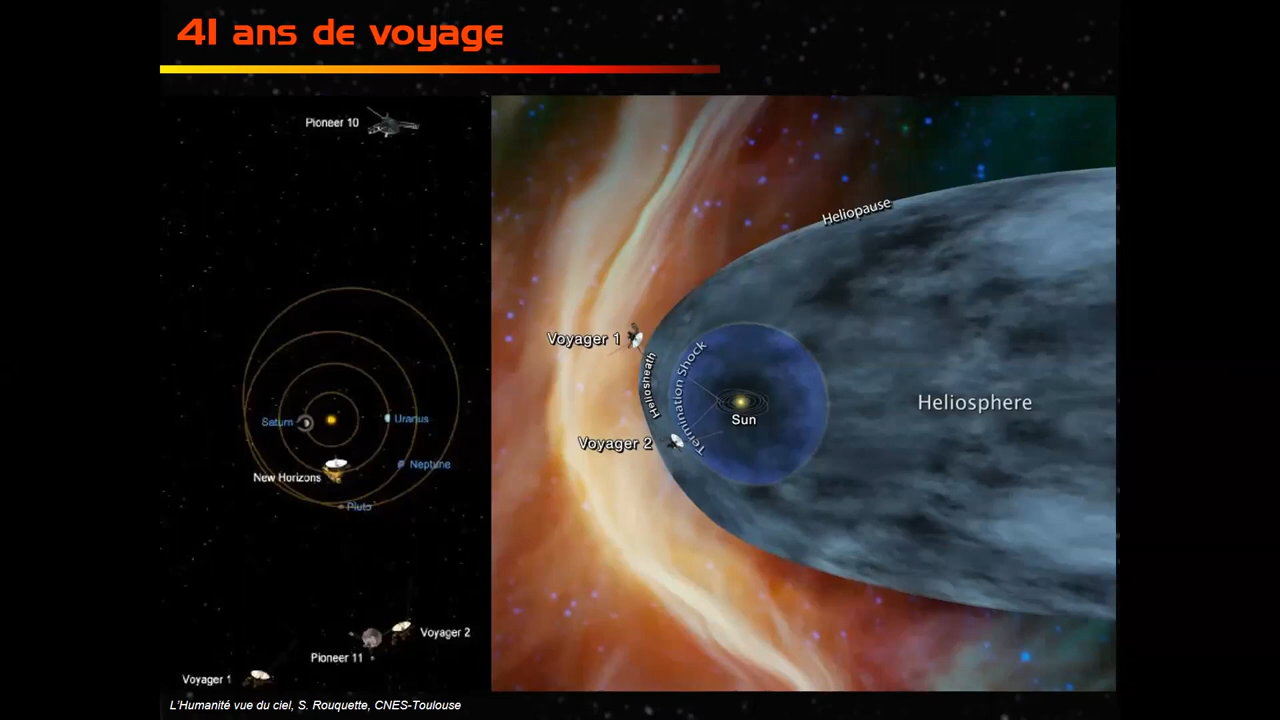 41 ans de voyage
Pioneer 10
Saturn
Uranus
Neptune
New Horizons
Pluto
Voyager 2
Pioneer 11
Voyager 1
Heliopause
Voyager 1
Heliosheath
Termination Shock
Sun
Heliosphere
Voyager 2
L'Humanité vue du ciel, S. Rouquette, CNES-Toulouse